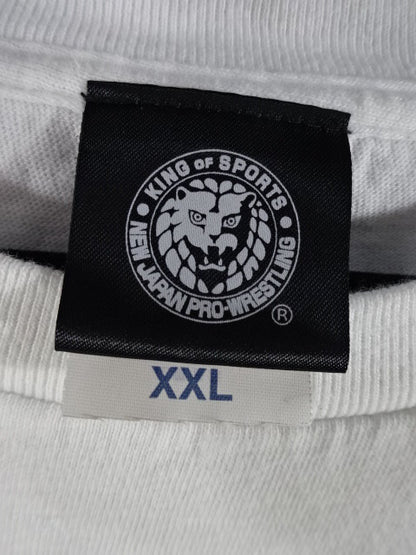 KING OF SPORTS
NEW JAPAN PRO-WRESTLING
®
XXL